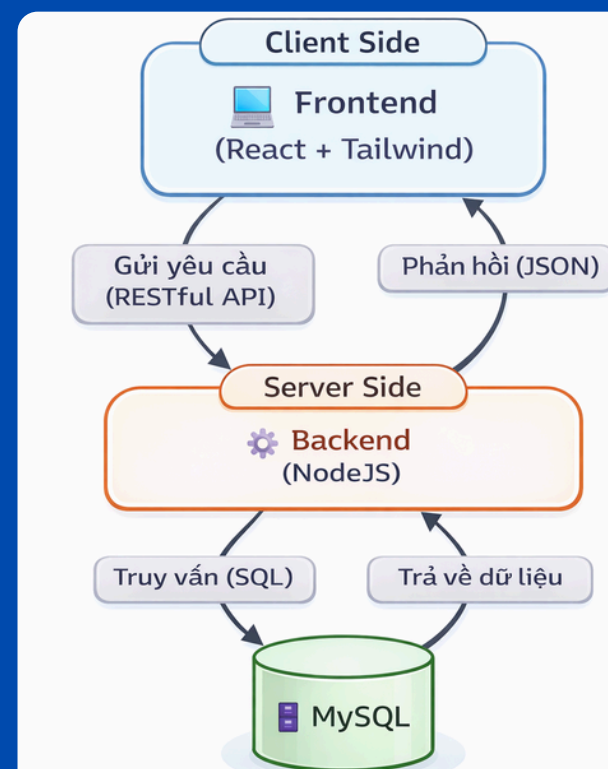 Client Side
Frontend
(React + Tailwind)
Gửi yêu cầu
(RESTful API)
Phản hồi (JSON)
Server Side
Backend
(NodeJS)
Truy vấn (SQL)
Trả về dữ liệu
MySQL